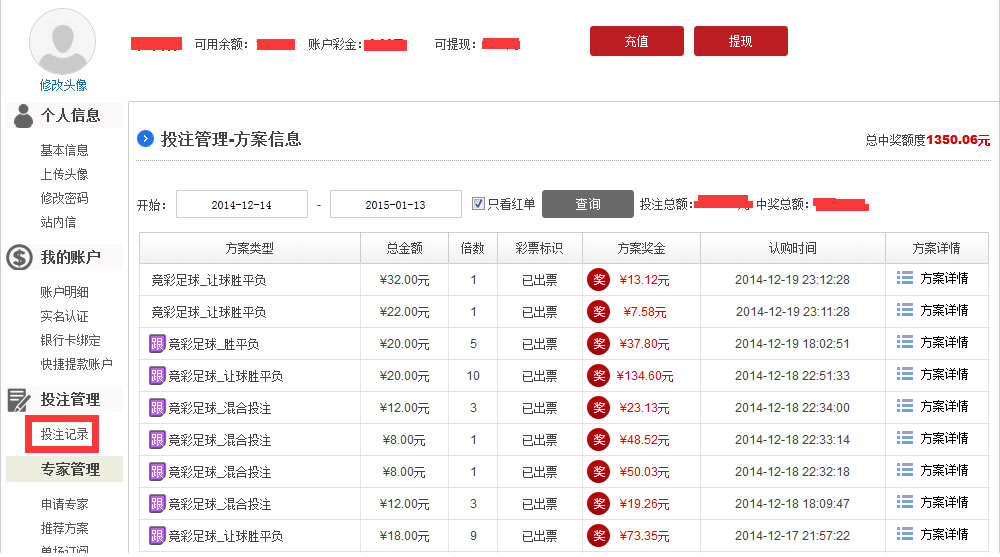 可用余额： 账户彩金： 可提现： 充值 提现
修改头像
个人信息
基本信息
上传头像
修改密码
站内信
我的账户
账户明细
实名认证
银行卡绑定
快捷提款账户
投注管理
投注记录
专家管理
申请专家
推荐方案
单场订阅
投注管理-方案信息 总中奖额度1350.06元
开始： 2014-12-14 - 2015-01-13 只看红单 查询 投注总额： 元 中奖总额：
方案类型 总金额 倍数 彩票标识 方案奖金 认购时间 方案详情
竞彩足球_让球胜平负 ¥32.00元 1 已出票 奖 ¥13.12元 2014-12-19 23:12:28 方案详情
竞彩足球_让球胜平负 ¥22.00元 1 已出票 奖 ¥7.58元 2014-12-19 23:11:28 方案详情
跟 竞彩足球_胜平负 ¥20.00元 5 已出票 奖 ¥37.80元 2014-12-19 18:02:51 方案详情
跟 竞彩足球_让球胜平负 ¥20.00元 10 已出票 奖 ¥134.60元 2014-12-18 22:51:33 方案详情
跟 竞彩足球_混合投注 ¥12.00元 3 已出票 奖 ¥23.13元 2014-12-18 22:34:00 方案详情
跟 竞彩足球_混合投注 ¥8.00元 1 已出票 奖 ¥48.52元 2014-12-18 22:33:14 方案详情
跟 竞彩足球_混合投注 ¥8.00元 1 已出票 奖 ¥50.03元 2014-12-18 22:32:18 方案详情
跟 竞彩足球_混合投注 ¥12.00元 3 已出票 奖 ¥19.26元 2014-12-18 18:09:47 方案详情
跟 竞彩足球_让球胜平负 ¥18.00元 9 已出票 奖 ¥73.35元 2014-12-17 21:57:22 方案详情